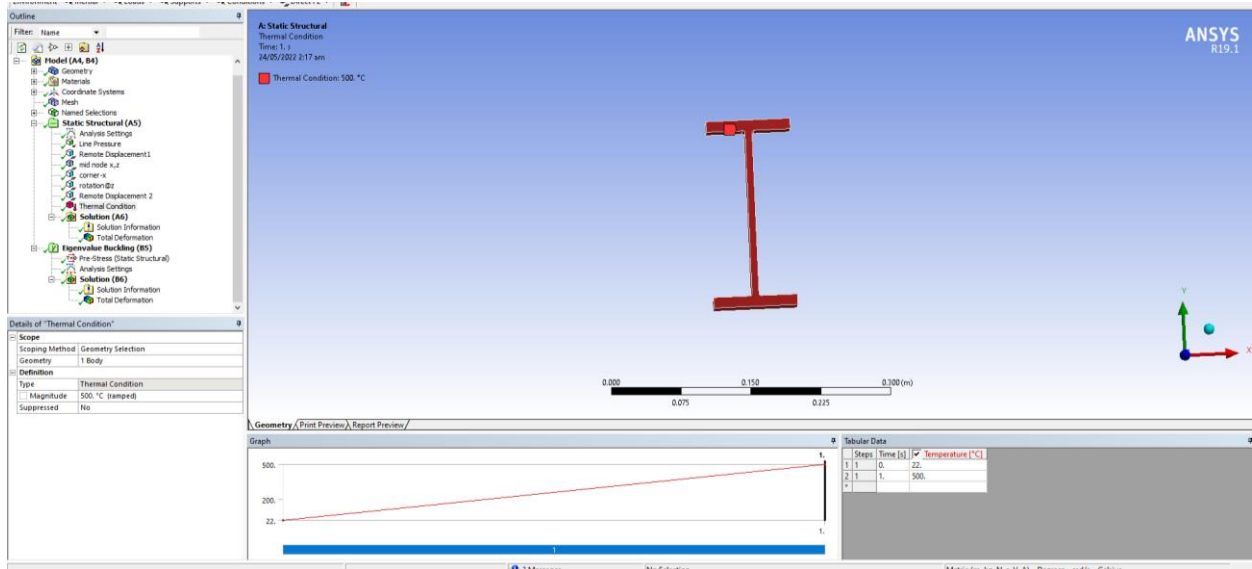 Outline
Filter: Name
Model (A4, B4)
Geometry
Materials
Coordinate Systems
Mesh
Named Selections
Static Structural (A5)
Analysis Settings
Line Pressure
Remote Displacement1
mid node x,z
corner-x
rotation@z
Remote Displacement 2
Thermal Condition
Solution (A6)
Solution Information
Total Deformation
Eigenvalue Buckling (B5)
Pre-Stress (Static Structural)
Analysis Settings
Solution (B6)
Solution Information
Total Deformation
Details of "Thermal Condition"
Scope
Scoping Method Geometry Selection
Geometry 1 Body
Definition
Type Thermal Condition
Magnitude 500. °C (ramped)
Suppressed No
A: Static Structural
Thermal Condition
Time: 1. s
24/05/2022 2:17 am
Thermal Condition: 500. °C
ANSYS
R19.1
Y
X
0.000 0.150 0.300 (m)
0.075 0.225
Geometry Print Preview Report Preview
Graph
1.
500.
200.
22.
1.
1
Tabular Data
Steps Time [s] Temperature [°C]
1 1 0. 22.
2 1 1. 500.
*